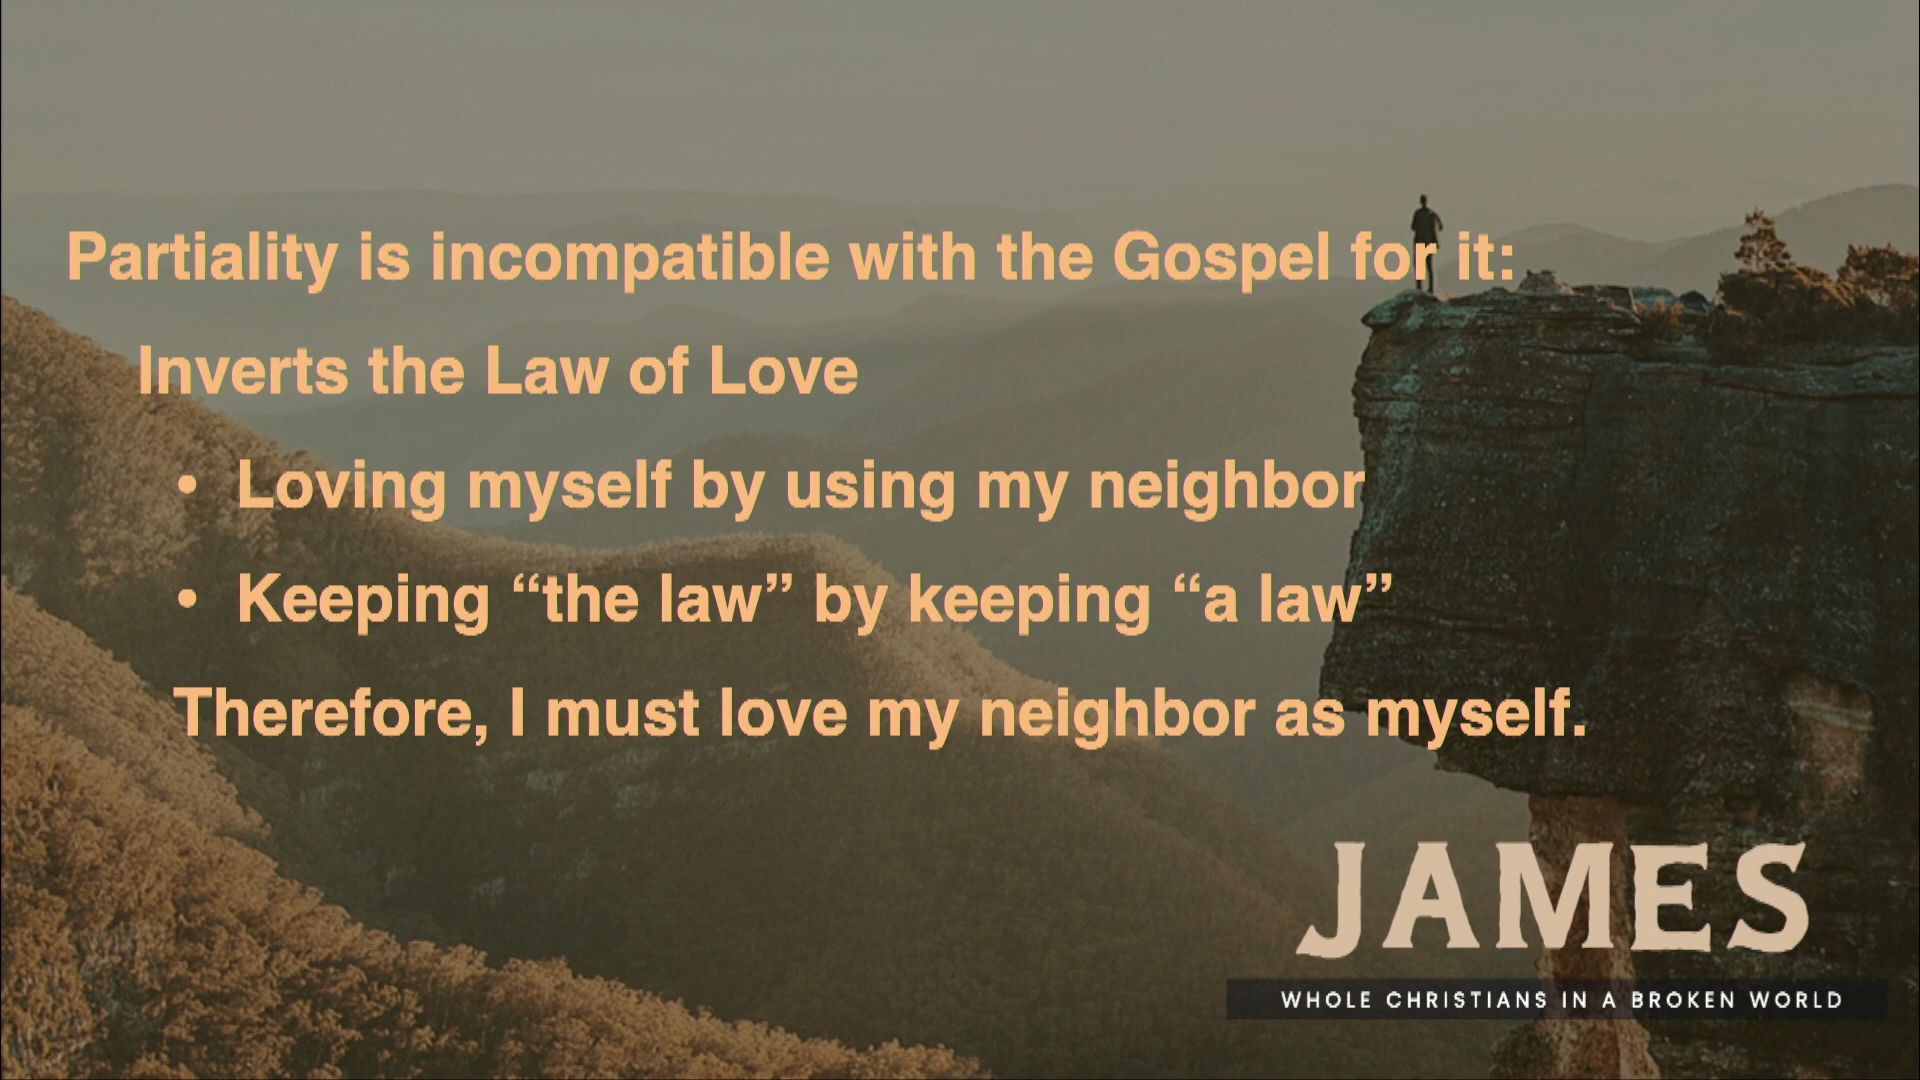 Partiality is incompatible with the Gospel for it:
Inverts the Law of Love
• Loving myself by using my neighbor
• Keeping “the law” by keeping “a law”
Therefore, I must love my neighbor as myself.
JAMES
WHOLE CHRISTIANS IN A BROKEN WORLD